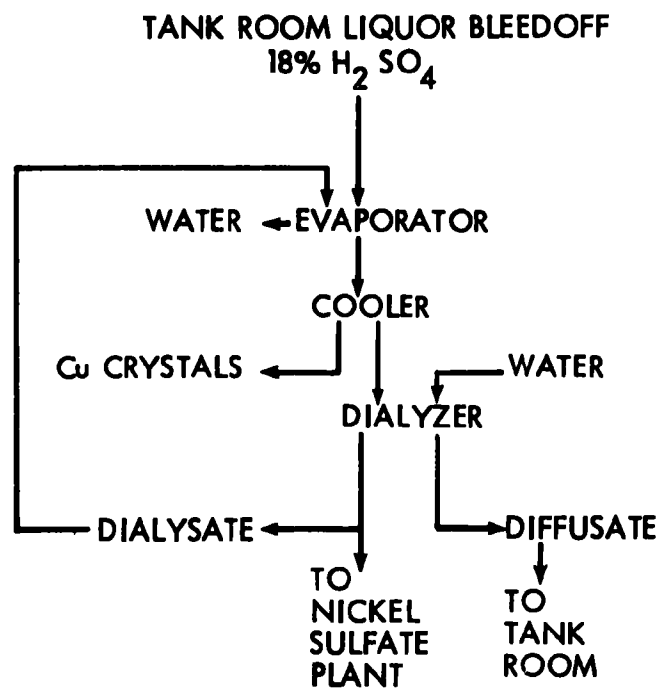 TANK ROOM LIQUOR BLEEDOFF
18% H2 SO4
WATER
EVAPORATOR
COOLER
Cu CRYSTALS
WATER
DIALYZER
DIALYSATE
DIFFUSATE
TO
NICKEL
SULFATE
PLANT
TO
TANK
ROOM